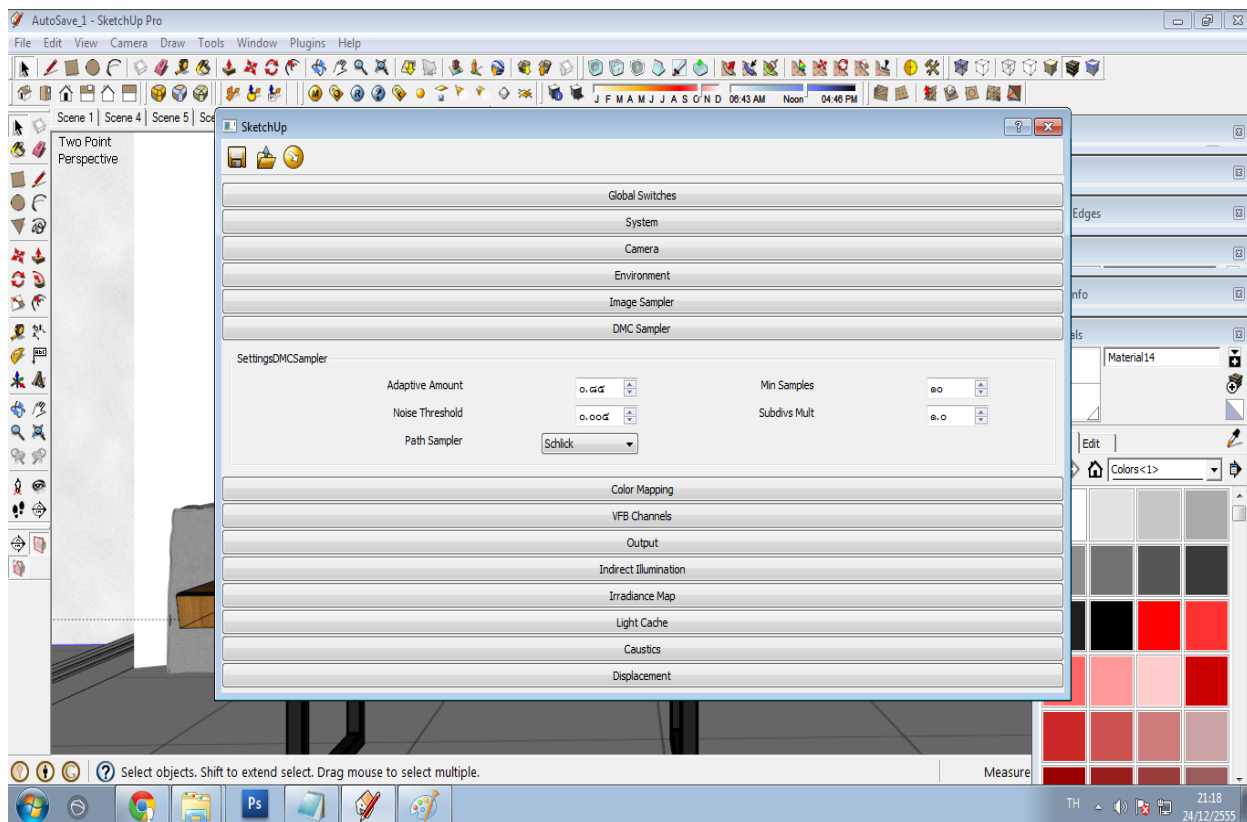 AutoSave_1 - SketchUp Pro
File Edit View Camera Draw Tools Window Plugins Help
J F M A M J J A S O N D 06:43 AM Noon 04:46 PM
Scene 1 Scene 4 Scene 5 Sce
SketchUp
Two Point
Perspective
Global Switches
System
Edges
Camera
Environment
nfo
Image Sampler
DMC Sampler
als
SettingsDMCSampler
Material14
Adaptive Amount ๐.๘๕ Min Samples ๑๐
Noise Threshold ๐.๐๐๕ Subdivs Mult ๑.๐
Path Sampler Schlick
Edit
Colors<1>
Color Mapping
VFB Channels
Output
Indirect Illumination
Irradiance Map
Light Cache
Caustics
Displacement
Select objects. Shift to extend select. Drag mouse to select multiple. Measure
Ps
TH 21:18
24/12/2555